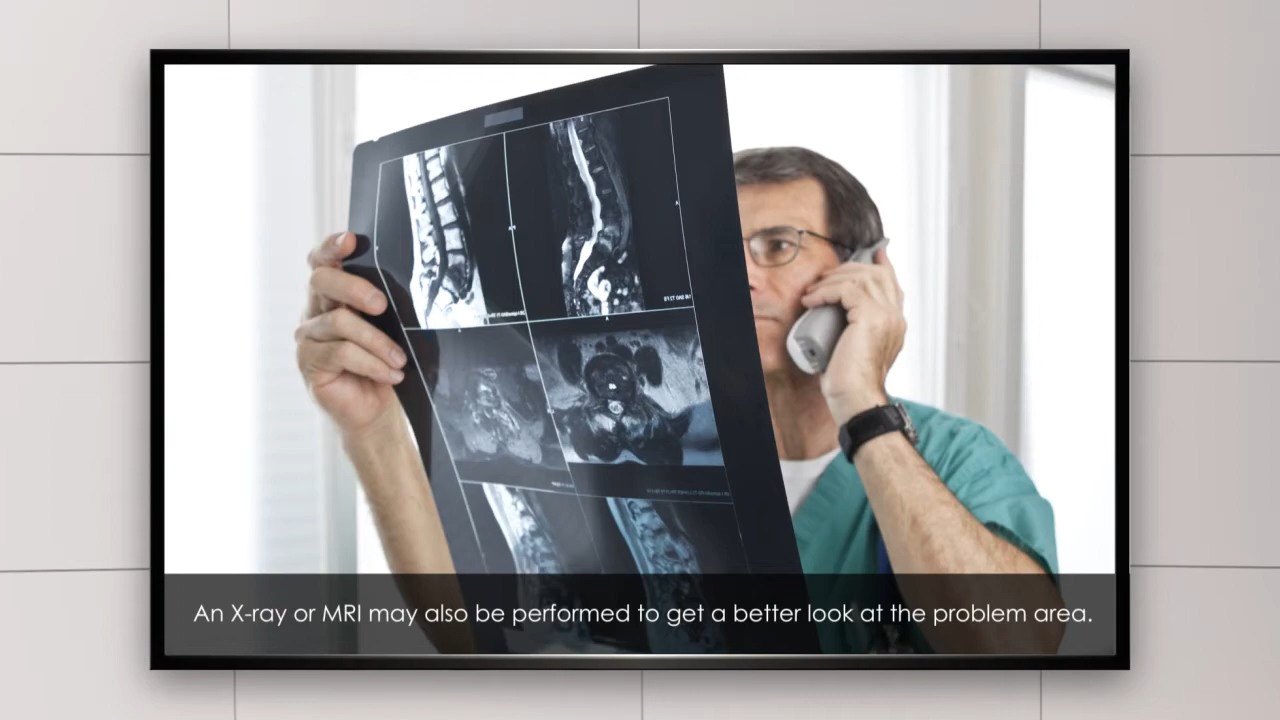 An X-ray or MRI may also be performed to get a better look at the problem area.